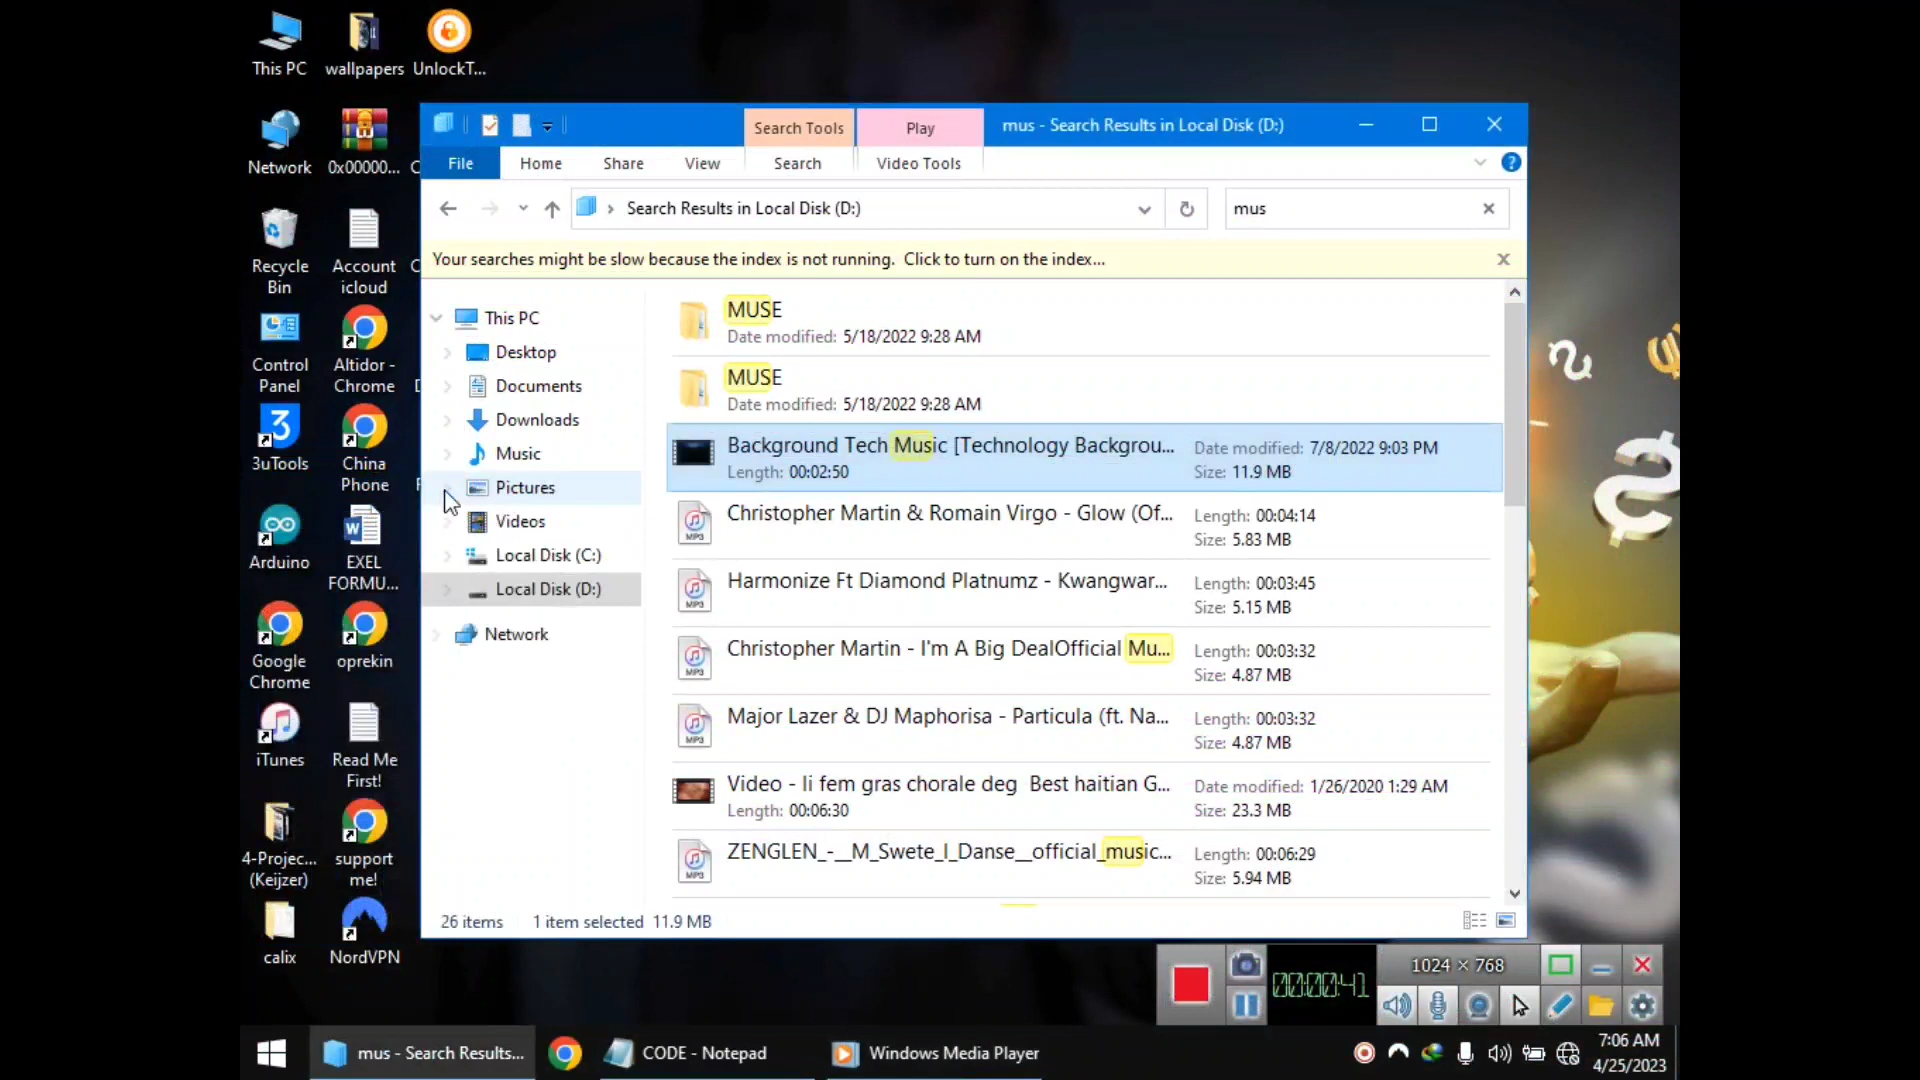 This PC
wallpapers
UnlockT...
Network
0x00000...
Recycle
Bin
Account
icloud
Control
Panel
Altidor -
Chrome
3uTools
China
Phone
Arduino
EXEL
FORMU...
Google
Chrome
oprekin
iTunes
Read Me
First!
4-Projec...
(Keijzer)
support
me!
calix
NordVPN
Search Tools
Play
mus - Search Results in Local Disk (D:)
File
Home
Share
View
Search
Video Tools
Search Results in Local Disk (D:)
mus
Your searches might be slow because the index is not running. Click to turn on the index...
This PC
Desktop
Documents
Downloads
Music
Pictures
Videos
Local Disk (C:)
Local Disk (D:)
Network
MUSE
Date modified: 5/18/2022 9:28 AM
MUSE
Date modified: 5/18/2022 9:28 AM
Background Tech Music [Technology Backgrou...
Date modified: 7/8/2022 9:03 PM
Length: 00:02:50
Size: 11.9 MB
Christopher Martin & Romain Virgo - Glow (Of...
Length: 00:04:14
Size: 5.83 MB
Harmonize Ft Diamond Platnumz - Kwangwar...
Length: 00:03:45
Size: 5.15 MB
Christopher Martin - I'm A Big DealOfficial Mu...
Length: 00:03:32
Size: 4.87 MB
Major Lazer & DJ Maphorisa - Particula (ft. Na...
Length: 00:03:32
Size: 4.87 MB
Video - li fem gras chorale deg Best haitian G...
Date modified: 1/26/2020 1:29 AM
Length: 00:06:30
Size: 23.3 MB
ZENGLEN_-__M_Swete_I_Danse__official_music...
Length: 00:06:29
Size: 5.94 MB
MP3
MP3
MP3
MP3
MP3
26 items
1 item selected 11.9 MB
00:00:41
1024 × 768
mus - Search Results...
CODE - Notepad
Windows Media Player
7:06 AM
4/25/2023